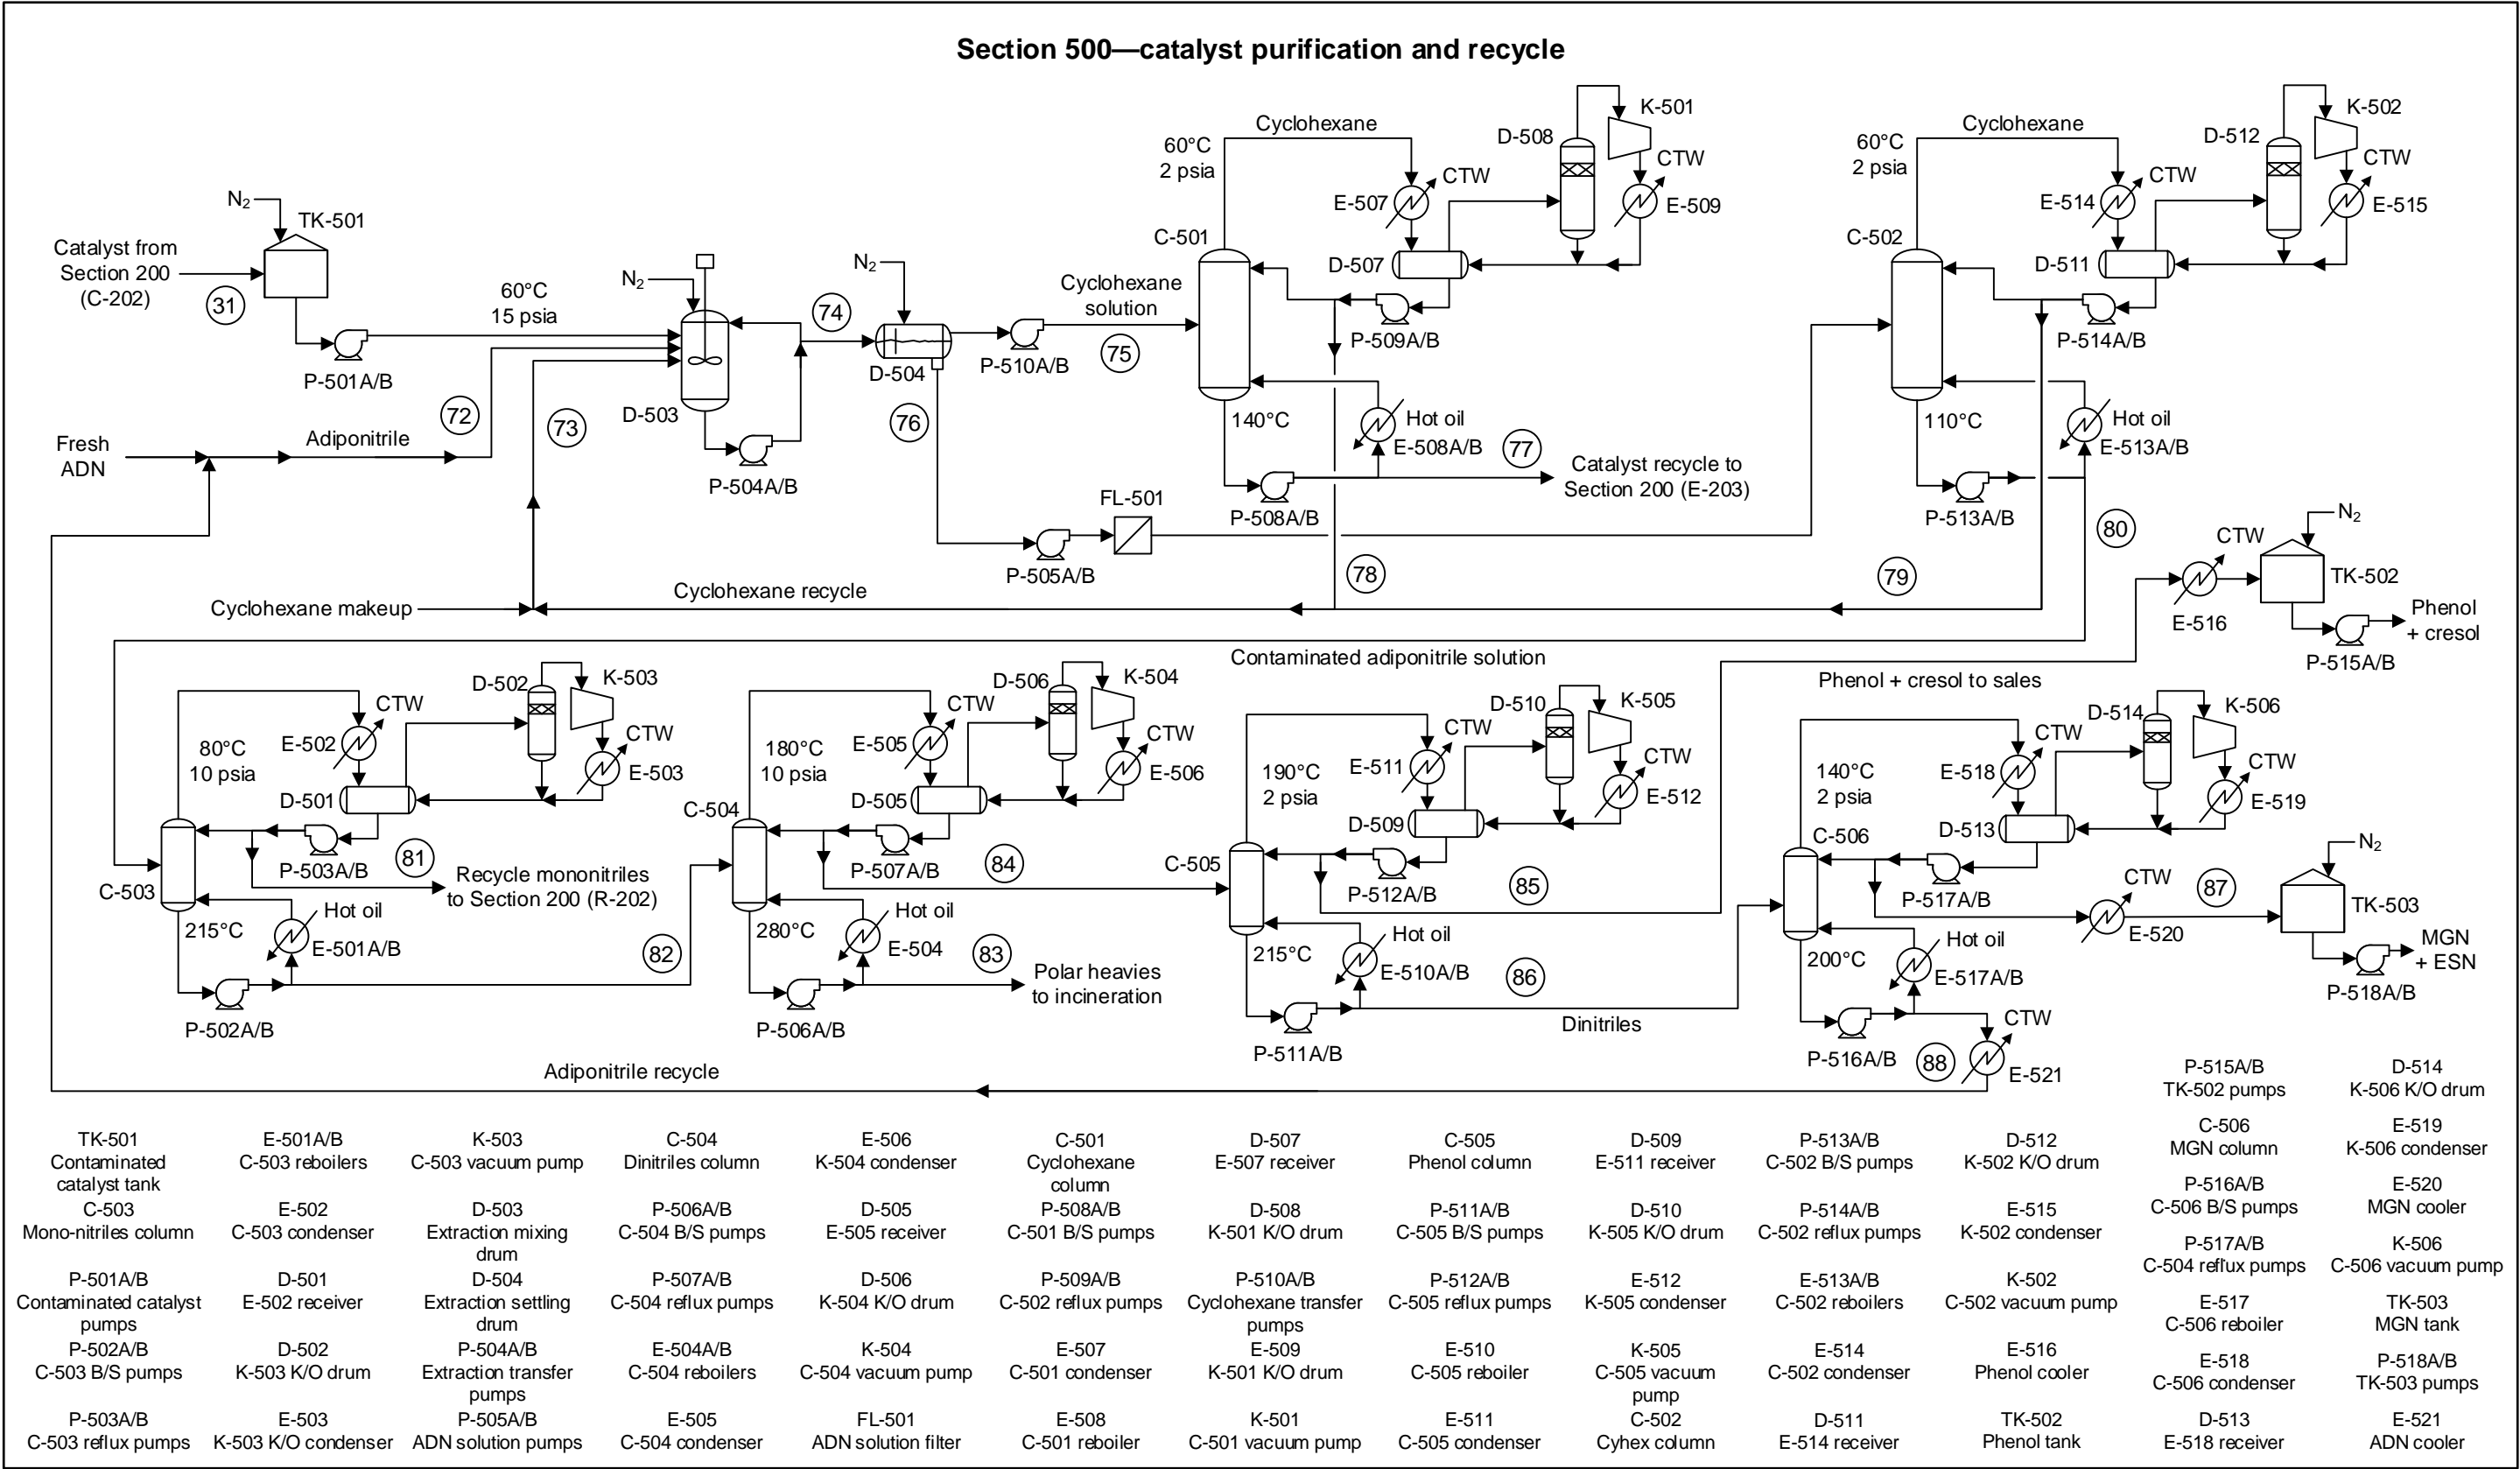 Section 500—catalyst purification and recycle
N₂
TK-501
Catalyst from
Section 200
(C-202)
31
P-501A/B
60°C
15 psia
N₂
D-503
P-504A/B
72
73
Fresh
ADN
Adiponitrile
74
N₂
D-504
P-510A/B
Cyclohexane
solution
75
76
P-505A/B
FL-501
Cyclohexane
60°C
2 psia
C-501
E-507
CTW
D-507
D-508
K-501
CTW
E-509
P-509A/B
140°C
Hot oil
E-508A/B
P-508A/B
77
Catalyst recycle to
Section 200 (E-203)
78
Cyclohexane
60°C
2 psia
C-502
E-514
CTW
D-511
D-512
K-502
CTW
E-515
P-514A/B
110°C
Hot oil
E-513A/B
P-513A/B
79
80
Cyclohexane makeup
Cyclohexane recycle
CTW
E-516
N₂
TK-502
Phenol
+ cresol
P-515A/B
Contaminated adiponitrile solution
Phenol + cresol to sales
80°C
10 psia
E-502
CTW
D-501
D-502
K-503
CTW
E-503
C-503
P-503A/B
81
Recycle mononitriles
to Section 200 (R-202)
215°C
Hot oil
E-501A/B
P-502A/B
82
180°C
10 psia
C-504
E-505
CTW
D-505
D-506
K-504
CTW
E-506
P-507A/B
84
280°C
Hot oil
E-504
P-506A/B
83
Polar heavies
to incineration
190°C
2 psia
C-505
E-511
CTW
D-509
D-510
K-505
CTW
E-512
P-512A/B
85
215°C
Hot oil
E-510A/B
P-511A/B
86
Dinitriles
140°C
2 psia
C-506
E-518
CTW
D-513
D-514
K-506
CTW
E-519
P-517A/B
CTW
E-520
87
N₂
TK-503
MGN
+ ESN
P-518A/B
200°C
Hot oil
E-517A/B
P-516A/B
88
CTW
E-521
Adiponitrile recycle
TK-501
Contaminated
catalyst tank
C-503
Mono-nitriles column
P-501A/B
Contaminated catalyst
pumps
P-502A/B
C-503 B/S pumps
P-503A/B
C-503 reflux pumps
E-501A/B
C-503 reboilers
E-502
C-503 condenser
D-501
E-502 receiver
D-502
K-503 K/O drum
E-503
K-503 K/O condenser
K-503
C-503 vacuum pump
D-503
Extraction mixing
drum
D-504
Extraction settling
drum
P-504A/B
Extraction transfer
pumps
P-505A/B
ADN solution pumps
C-504
Dinitriles column
P-506A/B
C-504 B/S pumps
P-507A/B
C-504 reflux pumps
E-504A/B
C-504 reboilers
E-505
C-504 condenser
E-506
K-504 condenser
D-505
E-505 receiver
D-506
K-504 K/O drum
K-504
C-504 vacuum pump
FL-501
ADN solution filter
C-501
Cyclohexane
column
P-508A/B
C-501 B/S pumps
P-509A/B
C-502 reflux pumps
E-507
C-501 condenser
E-508
C-501 reboiler
D-507
E-507 receiver
D-508
K-501 K/O drum
P-510A/B
Cyclohexane transfer
pumps
E-509
K-501 K/O drum
K-501
C-501 vacuum pump
C-505
Phenol column
P-511A/B
C-505 B/S pumps
P-512A/B
C-505 reflux pumps
E-510
C-505 reboiler
E-511
C-505 condenser
D-509
E-511 receiver
D-510
K-505 K/O drum
E-512
K-505 condenser
K-505
C-505 vacuum
pump
C-502
Cyhex column
P-513A/B
C-502 B/S pumps
P-514A/B
C-502 reflux pumps
E-513A/B
C-502 reboilers
E-514
C-502 condenser
D-511
E-514 receiver
D-512
K-502 K/O drum
E-515
K-502 condenser
K-502
C-502 vacuum pump
E-516
Phenol cooler
TK-502
Phenol tank
P-515A/B
TK-502 pumps
C-506
MGN column
P-516A/B
C-506 B/S pumps
P-517A/B
C-504 reflux pumps
E-517
C-506 reboiler
E-518
C-506 condenser
D-513
E-518 receiver
D-514
K-506 K/O drum
E-519
K-506 condenser
E-520
MGN cooler
K-506
C-506 vacuum pump
TK-503
MGN tank
P-518A/B
TK-503 pumps
E-521
ADN cooler